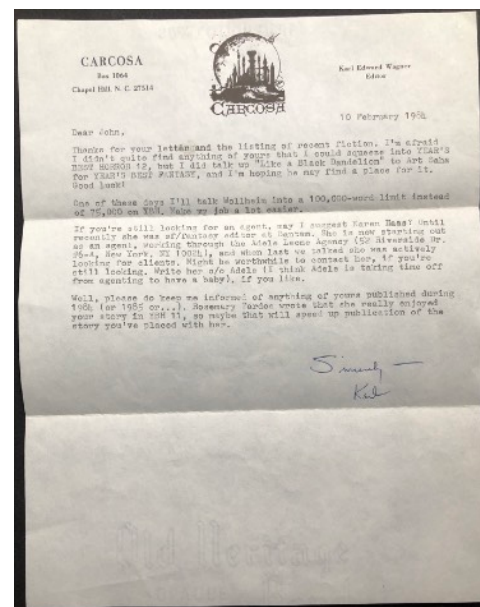 CARCOSA
Box 1064
Chapel Hill, N. C. 27514
CARCOSA
Karl Edward Wagner
Editor
10 February 1984
Dear John,
Thanks for your letter and the listing of recent fiction. I'm afraid
I didn't quite find anything of yours that I could squeeze into YEAR'S
BEST HORROR 12, but I did talk up "Like a Black Dandelion" to Art Saha
for YEAR'S BEST FANTASY, and I'm hoping he may find a place for it.
Good luck!
One of these days I'll talk Wollheim into a 100,000-word limit instead
of 75,000 on YBH. Make my job a lot easier.
If you're still looking for an agent, may I suggest Karen Haas? Until
recently she was sf/fantasy editor at Bantam. She is now starting out
as an agent, working through the Adele Leone Agency (52 Riverside Dr.
#6-A, New York, NY 10024), and when last we talked she was actively
looking for clients. Might be worthwhile to contact her, if you're
still looking. Write her c/o Adele (I think Adele is taking time off
from agenting to have a baby), if you like.
Well, please do keep me informed of anything of yours published during
1984 (or 1985 or...). Rosemary Pardoe wrote that she really enjoyed
your story in YBH 11, so maybe that will speed up publication of the
story you've placed with her.
Sincerely —
Karl
Old Heritage